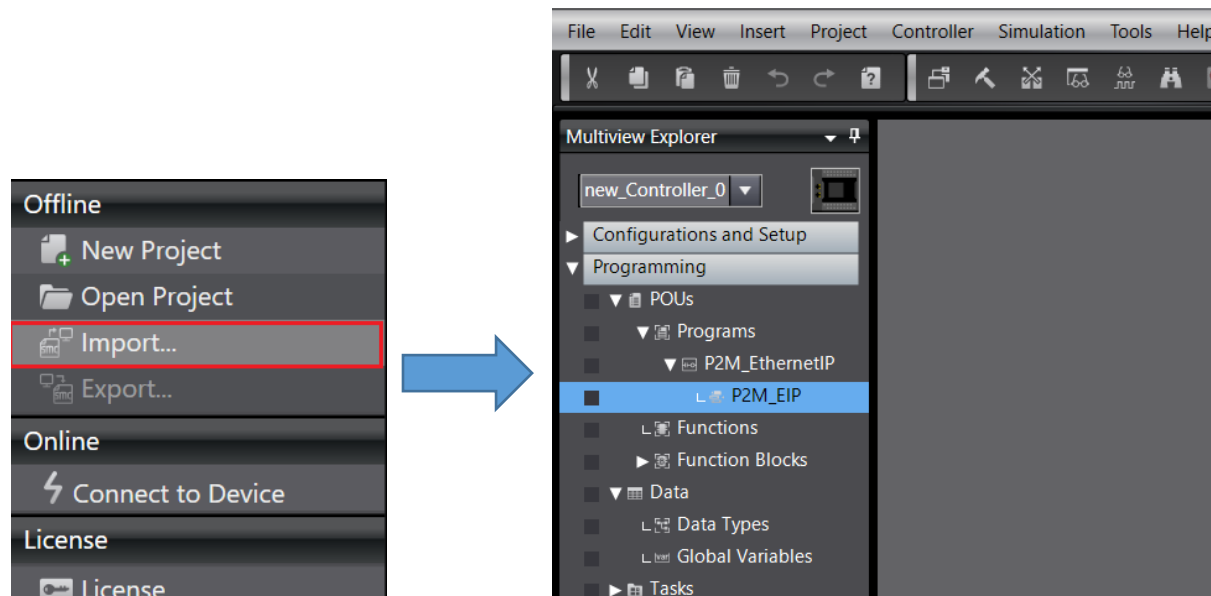 Offline
New Project
Open Project
Import...
Export...
Online
Connect to Device
License
License
File Edit View Insert Project Controller Simulation Tools Help
Multiview Explorer
new_Controller_0
Configurations and Setup
Programming
POUs
Programs
P2M_EthernetIP
P2M_EIP
Functions
Function Blocks
Data
Data Types
Global Variables
Tasks